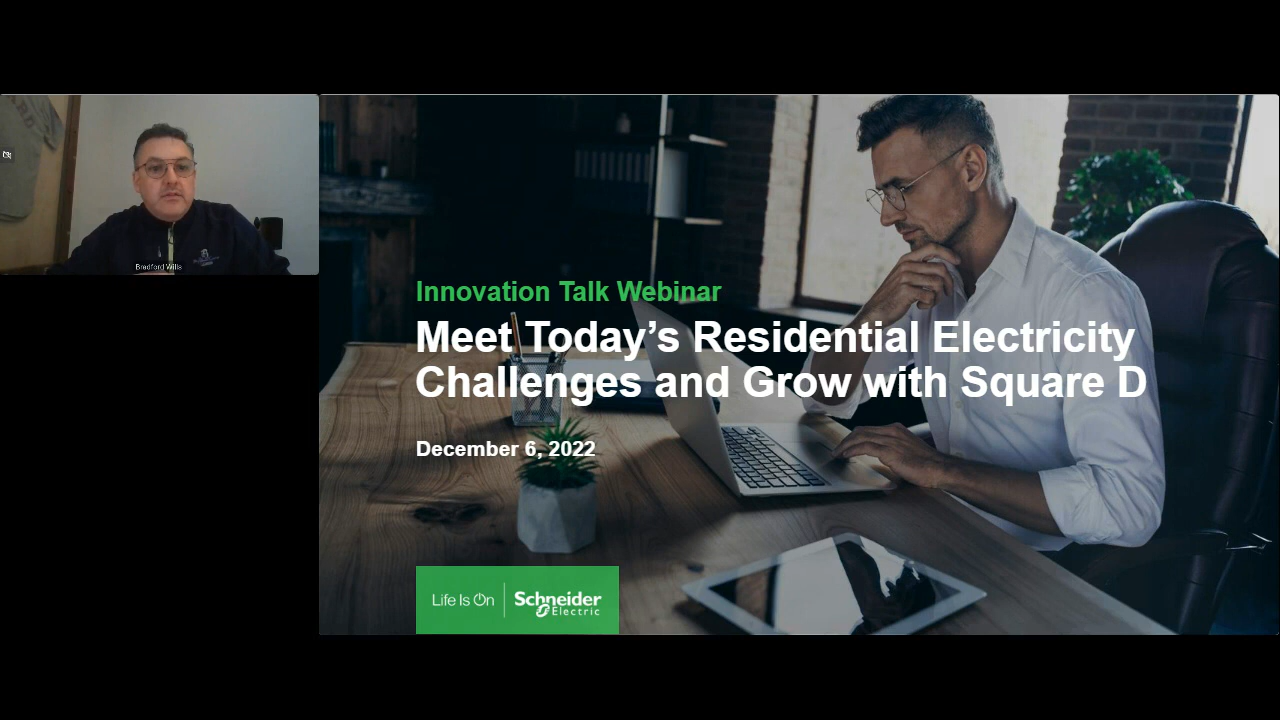 Bradford Wills
Innovation Talk Webinar
Meet Today’s Residential Electricity
Challenges and Grow with Square D
December 6, 2022
Life Is On
Schneider
Electric